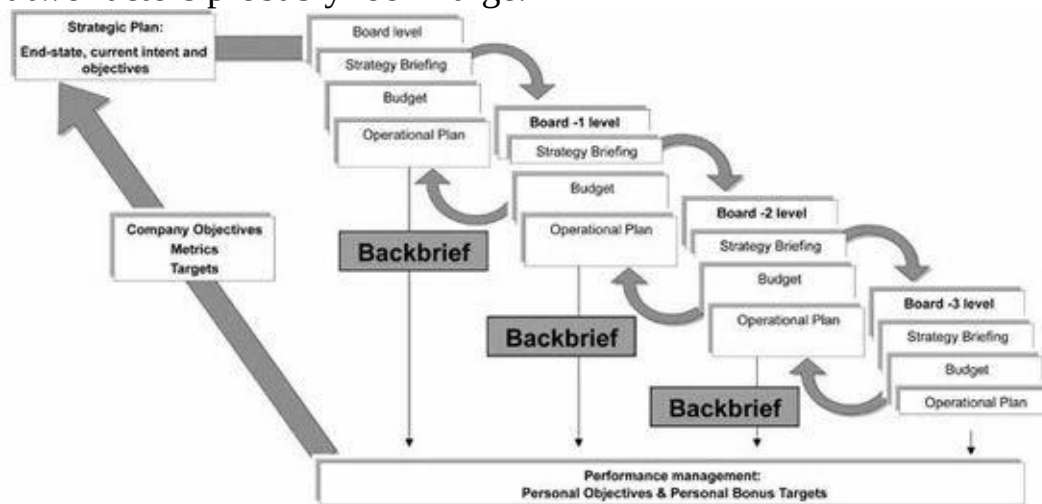 Strategic Plan:
End-state, current intent and
objectives
Board level
Strategy Briefing
Budget
Operational Plan
Board -1 level
Strategy Briefing
Budget
Operational Plan
Board -2 level
Strategy Briefing
Budget
Operational Plan
Board -3 level
Strategy Briefing
Budget
Operational Plan
Company Objectives
Metrics
Targets
Backbrief
Backbrief
Backbrief
Performance management:
Personal Objectives & Personal Bonus Targets